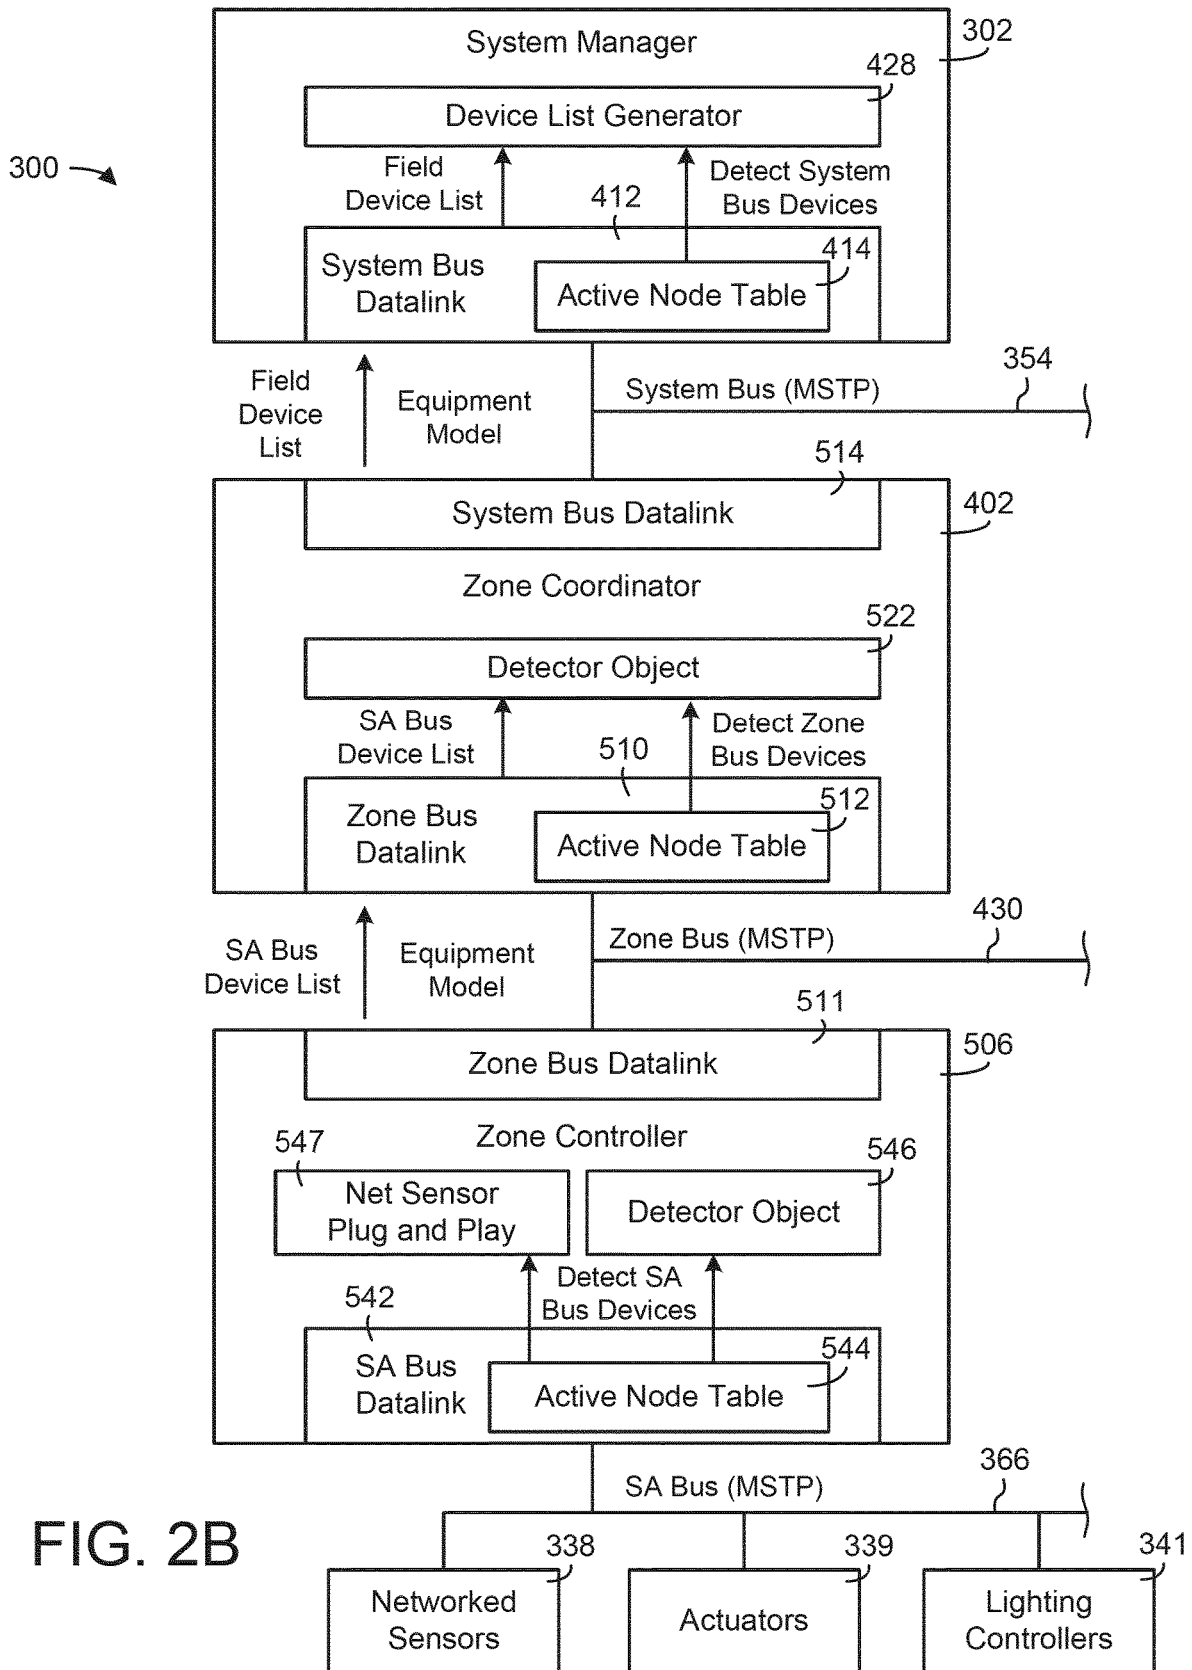 System Manager
302
428
Device List Generator
300
Field
Device List
Detect System
Bus Devices
412
System Bus
Datalink
414
Active Node Table
Field
Device
List
Equipment
Model
System Bus (MSTP)
354
514
System Bus Datalink
402
Zone Coordinator
522
Detector Object
SA Bus
Device List
Detect Zone
Bus Devices
510
Zone Bus
Datalink
512
Active Node Table
SA Bus
Device List
Equipment
Model
Zone Bus (MSTP)
430
511
Zone Bus Datalink
506
Zone Controller
547
Net Sensor
Plug and Play
546
Detector Object
Detect SA
Bus Devices
542
SA Bus
Datalink
544
Active Node Table
SA Bus (MSTP)
366
FIG. 2B
338
Networked
Sensors
339
Actuators
341
Lighting
Controllers